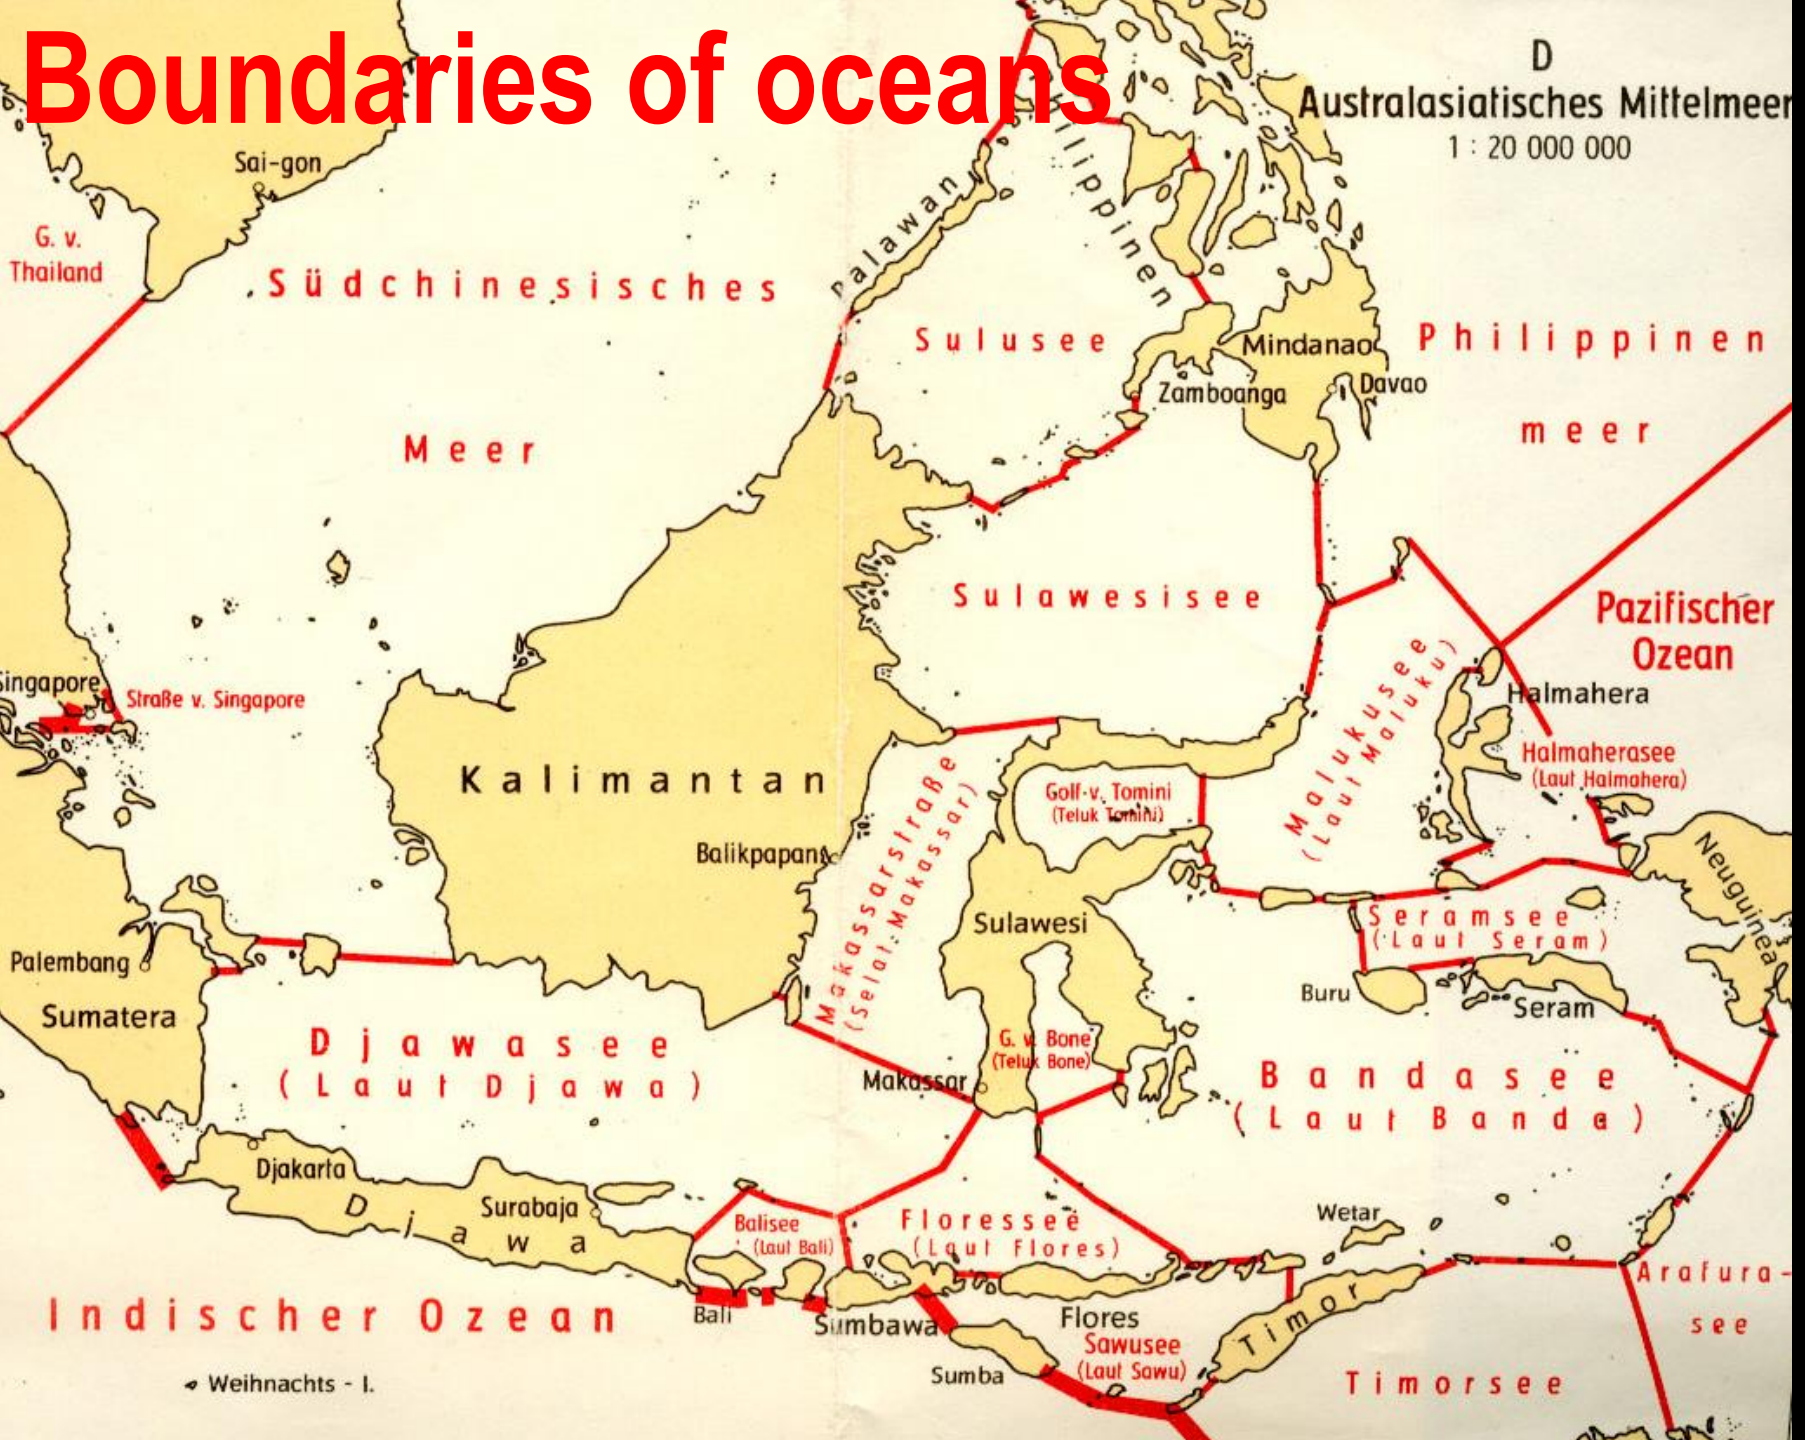 Boundaries of oceans
D
Australasiatisches Mittelmeer
1 : 20 000 000
Sai-gon
G. v.
Thailand
Südchinesisches
Meer
Palawan
Philippinen
Sulusee
Mindanao
Zamboanga
Davao
Philippinen
meer
Sulawesisee
Pazifischer
Ozean
Singapore
Straße v. Singapore
Halmahera
Halmaherasee
(Laut Halmahera)
Malukusee
(Laut Maluku)
Kalimantan
Golf v. Tomini
(Teluk Tomini)
Balikpapan
Makassarstraße
(Selat Makassar)
Neuguinea
Sulawesi
Seramsee
(Laut Seram)
Palembang
Sumatera
Buru
Seram
Djawasee
(Laut Djawa)
G. v. Bone
(Teluk Bone)
Makassar
Bandasee
(Laut Banda)
Djakarta
Surabaja
Djawa
Balisee
(Laut Bali)
Floressee
(Laut Flores)
Wetar
Arafura-
see
Indischer Ozean
Bali
Sumbawa
Flores
Timor
Sawusee
(Laut Sawu)
Sumba
Timorsee
Weihnachts - I.